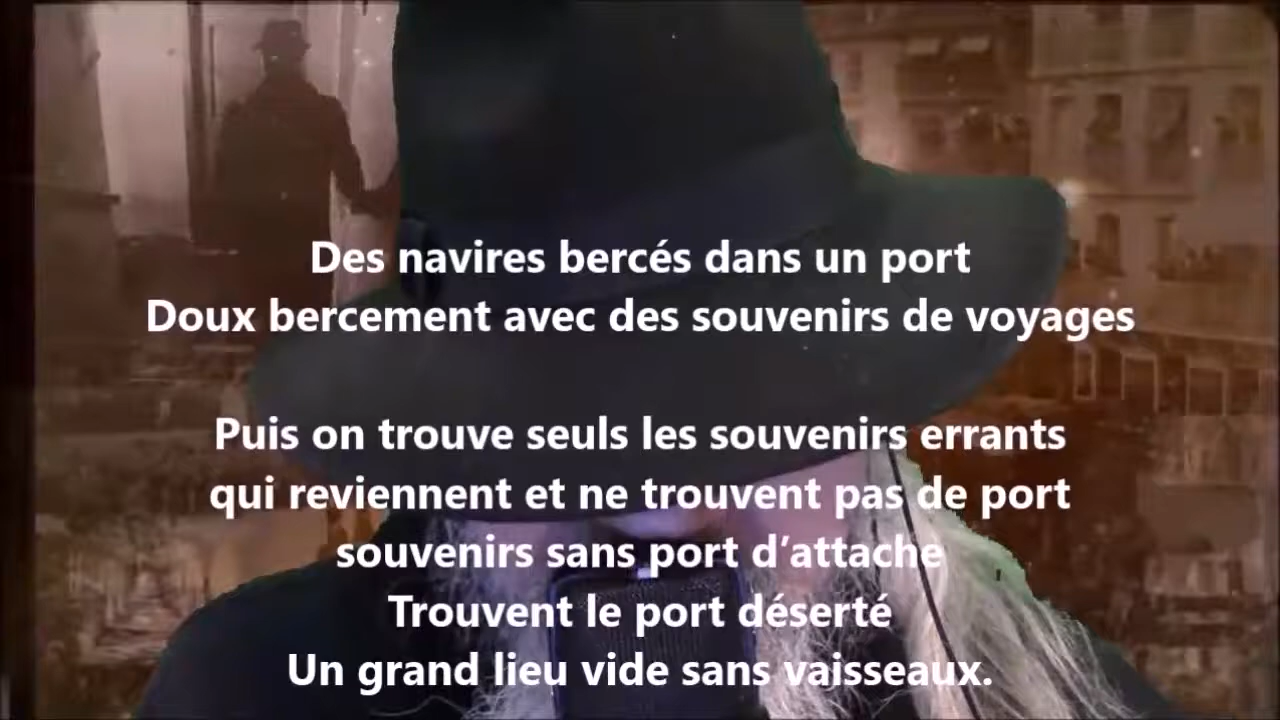 Des navires bercés dans un port
Doux bercement avec des souvenirs de voyages
Puis on trouve seuls les souvenirs errants
qui reviennent et ne trouvent pas de port
souvenirs sans port d’attache
Trouvent le port déserté
Un grand lieu vide sans vaisseaux.